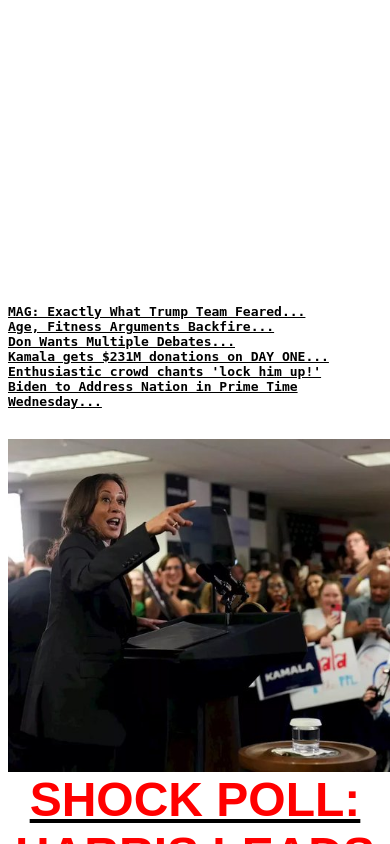 MAG: Exactly What Trump Team Feared...
Age, Fitness Arguments Backfire...
Don Wants Multiple Debates...
Kamala gets $231M donations on DAY ONE...
Enthusiastic crowd chants 'lock him up!'
Biden to Address Nation in Prime Time
Wednesday...
KAMALA
SHOCK POLL:
HARRIS LEADS